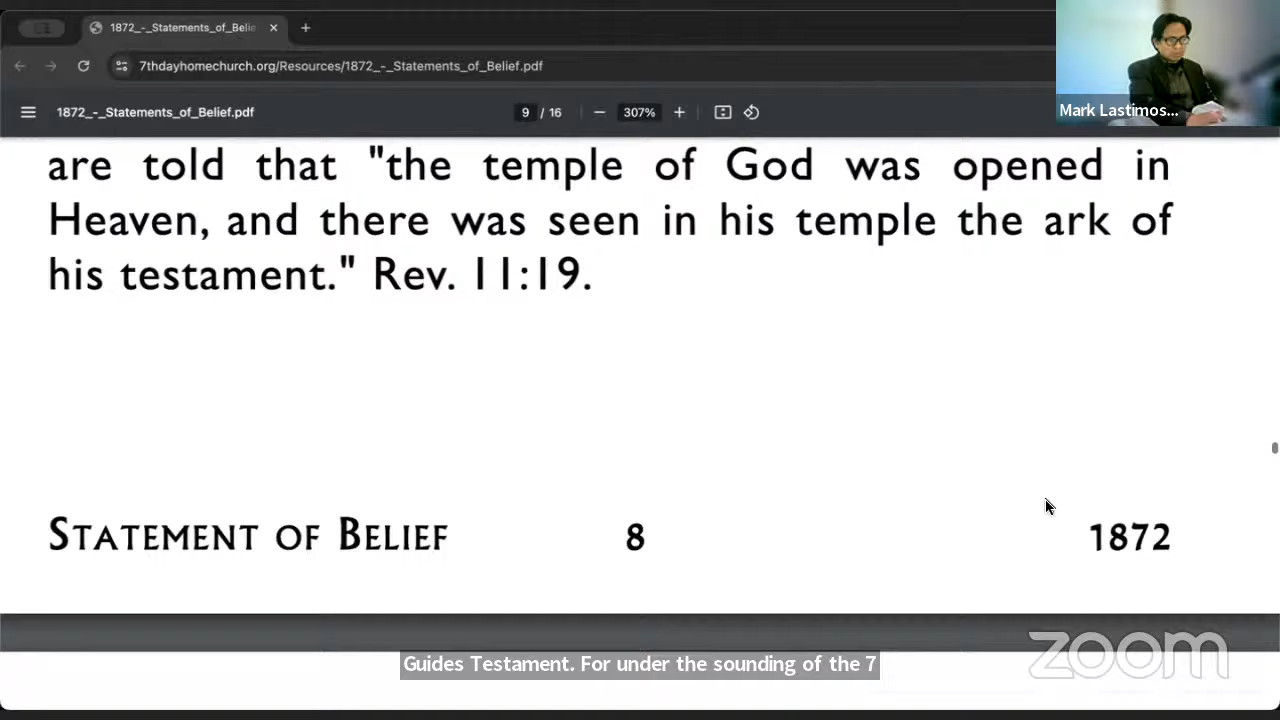 1872_-_Statements_of_Belie
7thdayhomechurch.org/Resources/1872_-_Statements_of_Belief.pdf
1872_-_Statements_of_Belief.pdf
9 / 16
307%
Mark Lastimos...
are told that "the temple of God was opened in
Heaven, and there was seen in his temple the ark of
his testament." Rev. 11:19.
STATEMENT OF BELIEF 8 1872
zoom
Guides Testament. For under the sounding of the 7